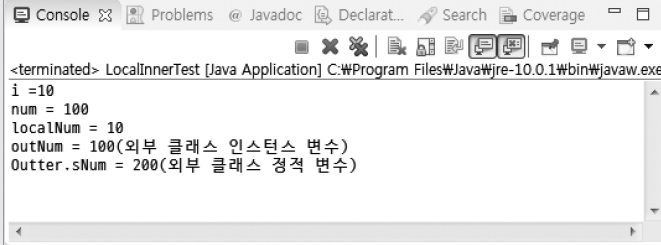 Console Problems @ Javadoc Declarat... Search Coverage
<terminated> LocalInnerTest [Java Application] C:₩Program Files₩Java₩jre-10.0.1₩bin₩javaw.exe
i =10
num = 100
localNum = 10
outNum = 100(외부 클래스 인스턴스 변수)
Outter.sNum = 200(외부 클래스 정적 변수)